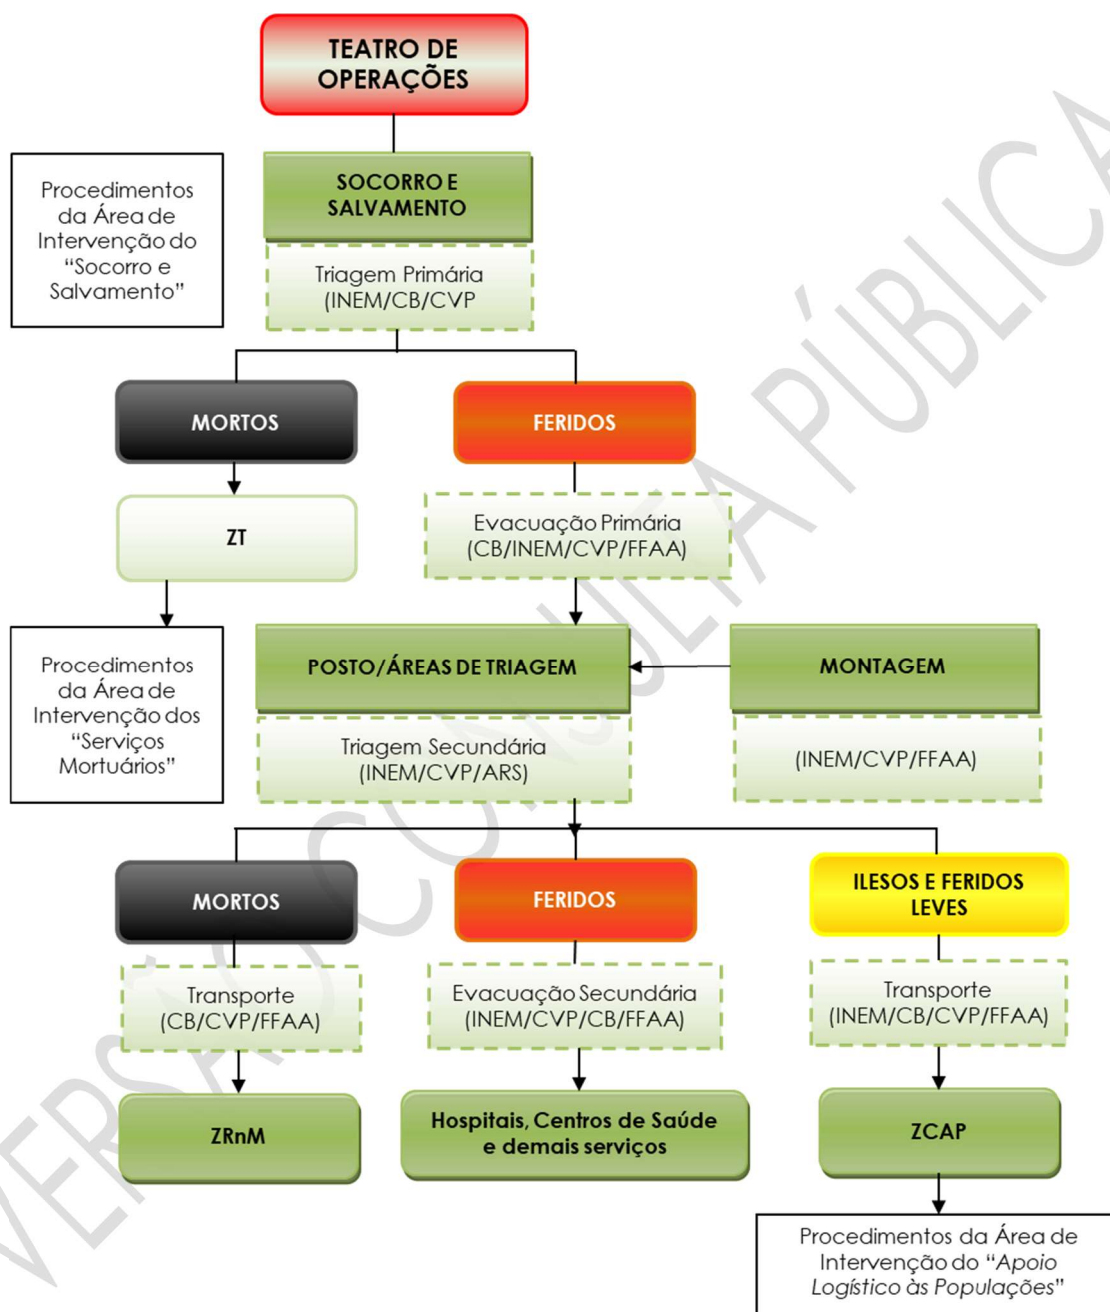 TEATRO DE
OPERAÇÕES
Procedimentos
da Área de
Intervenção do
“Socorro e
Salvamento”
SOCORRO E
SALVAMENTO
Triagem Primária
(INEM/CB/CVP
MORTOS
FERIDOS
ZT
Evacuação Primária
(CB/INEM/CVP/FFAA)
Procedimentos
da Área de
Intervenção dos
“Serviços
Mortuários”
POSTO/ÁREAS DE TRIAGEM
MONTAGEM
Triagem Secundária
(INEM/CVP/ARS)
(INEM/CVP/FFAA)
MORTOS
FERIDOS
ILESOS E FERIDOS
LEVES
Transporte
(CB/CVP/FFAA)
Evacuação Secundária
(INEM/CVP/CB/FFAA)
Transporte
(INEM/CB/CVP/FFAA)
ZRnM
Hospitais, Centros de Saúde
e demais serviços
ZCAP
Procedimentos da Área de
Intervenção do “Apoio
Logístico às Populações”
VERSÃO CONSULTA PÚBLICA